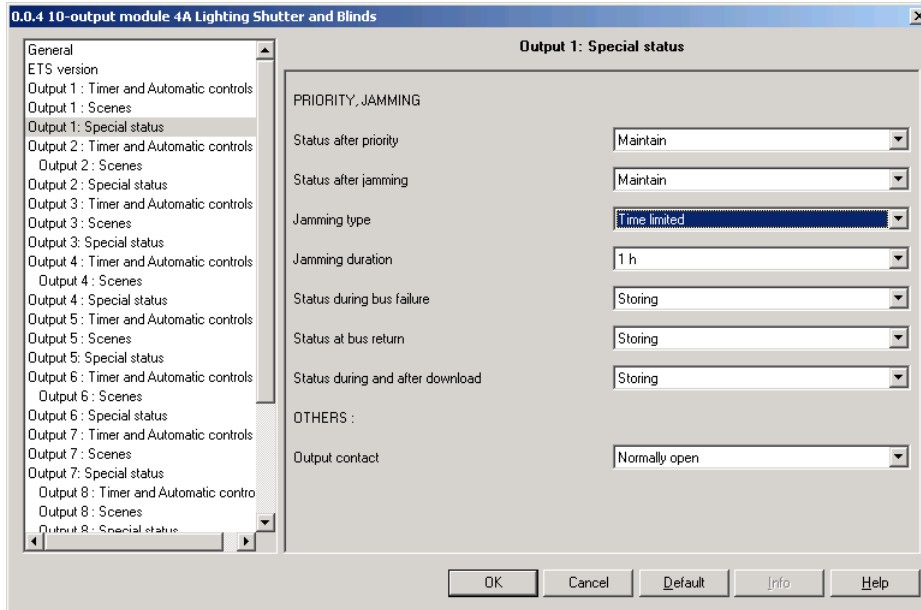 0.0.4 10-output module 4A Lighting Shutter and Blinds
General
ETS version
Output 1 : Timer and Automatic controls
Output 1 : Scenes
Output 1: Special status
Output 2 : Timer and Automatic controls
Output 2 : Scenes
Output 2 : Special status
Output 3 : Timer and Automatic controls
Output 3 : Scenes
Output 3: Special status
Output 4 : Timer and Automatic controls
Output 4 : Scenes
Output 4 : Special status
Output 5 : Timer and Automatic controls
Output 5 : Scenes
Output 5: Special status
Output 6 : Timer and Automatic controls
Output 6 : Scenes
Output 6 : Special status
Output 7 : Timer and Automatic controls
Output 7 : Scenes
Output 7: Special status
Output 8 : Timer and Automatic contro
Output 8 : Scenes
Output 8 : Special status
Output 1: Special status
PRIORITY, JAMMING
Status after priority Maintain
Status after jamming Maintain
Jamming type Time limited
Jamming duration 1 h
Status during bus failure Storing
Status at bus return Storing
Status during and after download Storing
OTHERS :
Output contact Normally open
OK Cancel Default Info Help